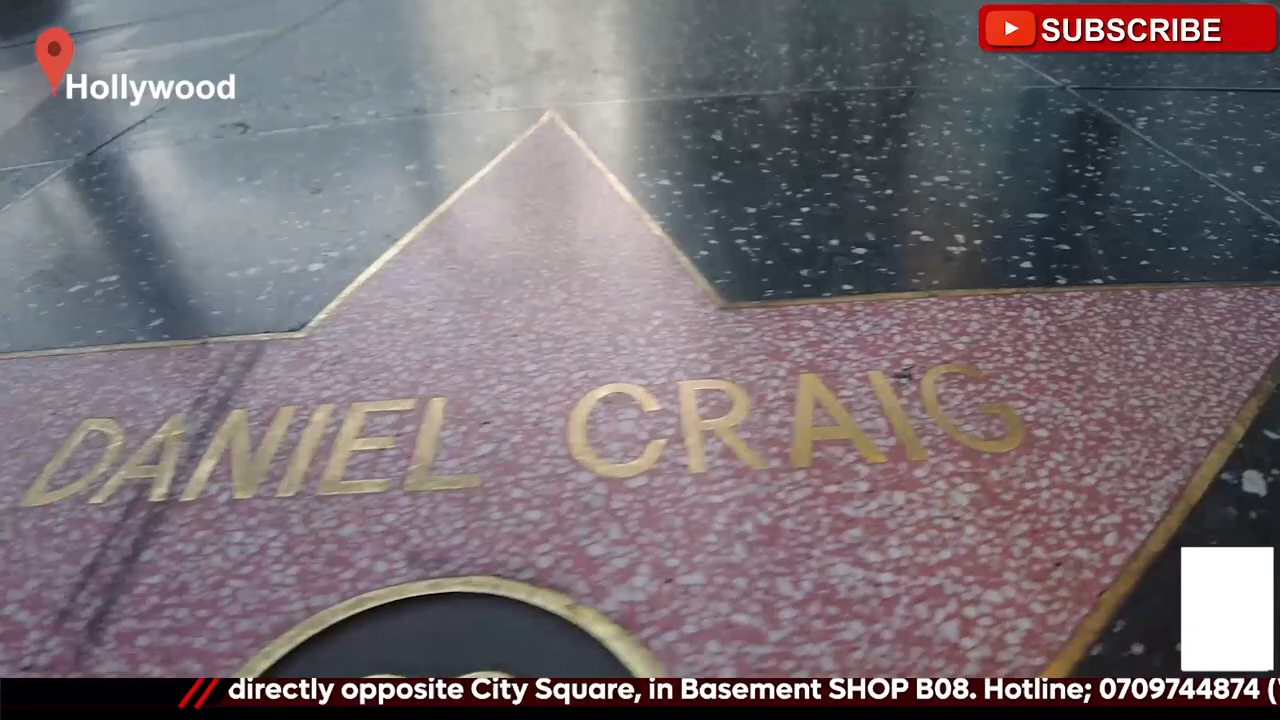 SUBSCRIBE
Hollywood
DANIEL CRAIG
directly opposite City Square, in Basement SHOP B08. Hotline; 0709744874 (